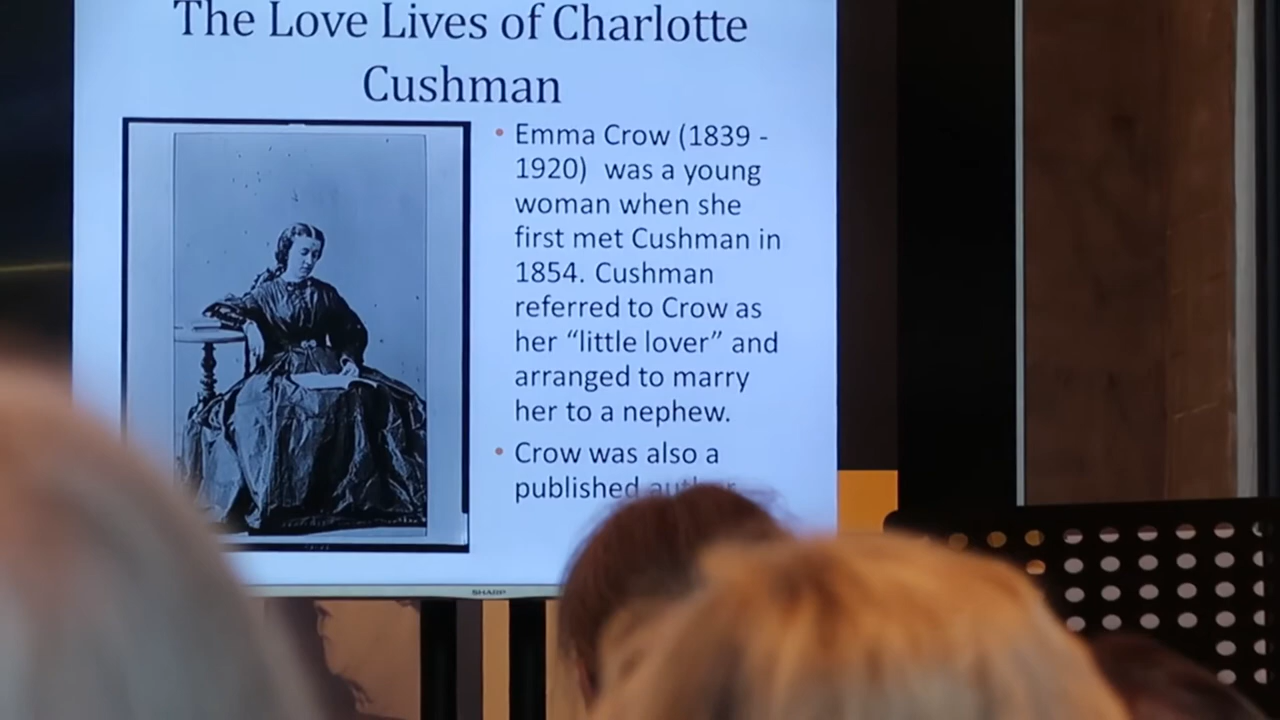 The Love Lives of Charlotte
Cushman
• Emma Crow (1839 -
1920) was a young
woman when she
first met Cushman in
1854. Cushman
referred to Crow as
her “little lover” and
arranged to marry
her to a nephew.
• Crow was also a
published author
SHARP